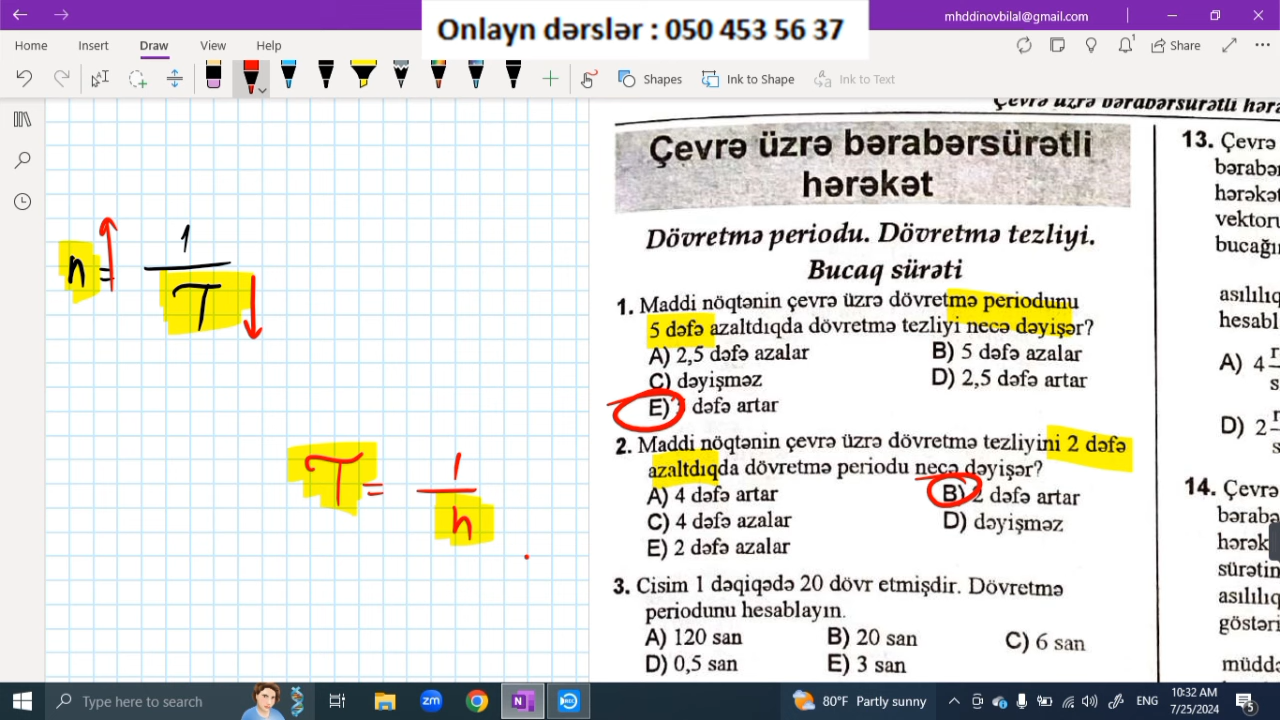 mhddinovbilal@gmail.com
Onlayn dərslər : 050 453 56 37
Home Insert Draw View Help
Share
Shapes Ink to Shape Ink to Text
Çevrə üzrə bərabərsürətli hərə
Çevrə üzrə bərabərsürətli
hərəkət
Dövretmə periodu. Dövretmə tezliyi.
Bucaq sürəti
1. Maddi nöqtənin çevrə üzrə dövretmə periodunu
5 dəfə azaltdıqda dövretmə tezliyi necə dəyişər?
A) 2,5 dəfə azalar B) 5 dəfə azalar
C) dəyişməz D) 2,5 dəfə artar
E) dəfə artar
2. Maddi nöqtənin çevrə üzrə dövretmə tezliyini 2 dəfə
azaltdıqda dövretmə periodu necə dəyişər?
A) 4 dəfə artar B) 2 dəfə artar
C) 4 dəfə azalar D) dəyişməz
E) 2 dəfə azalar
3. Cisim 1 dəqiqədə 20 dövr etmişdir. Dövretmə
periodunu hesablayın.
A) 120 san B) 20 san C) 6 san
D) 0,5 san E) 3 san
13. Çevrə
bərabə
hərəkət
vektoru
bucağı
asılılıq
hesabl
A) 4
D) 2
14. Çevrə
bəraba
hərək
sürətin
asılılıq
göstəri
müddə
n = 1
T
T = 1
n
Type here to search
80°F Partly sunny
ENG
10:32 AM
7/25/2024
5